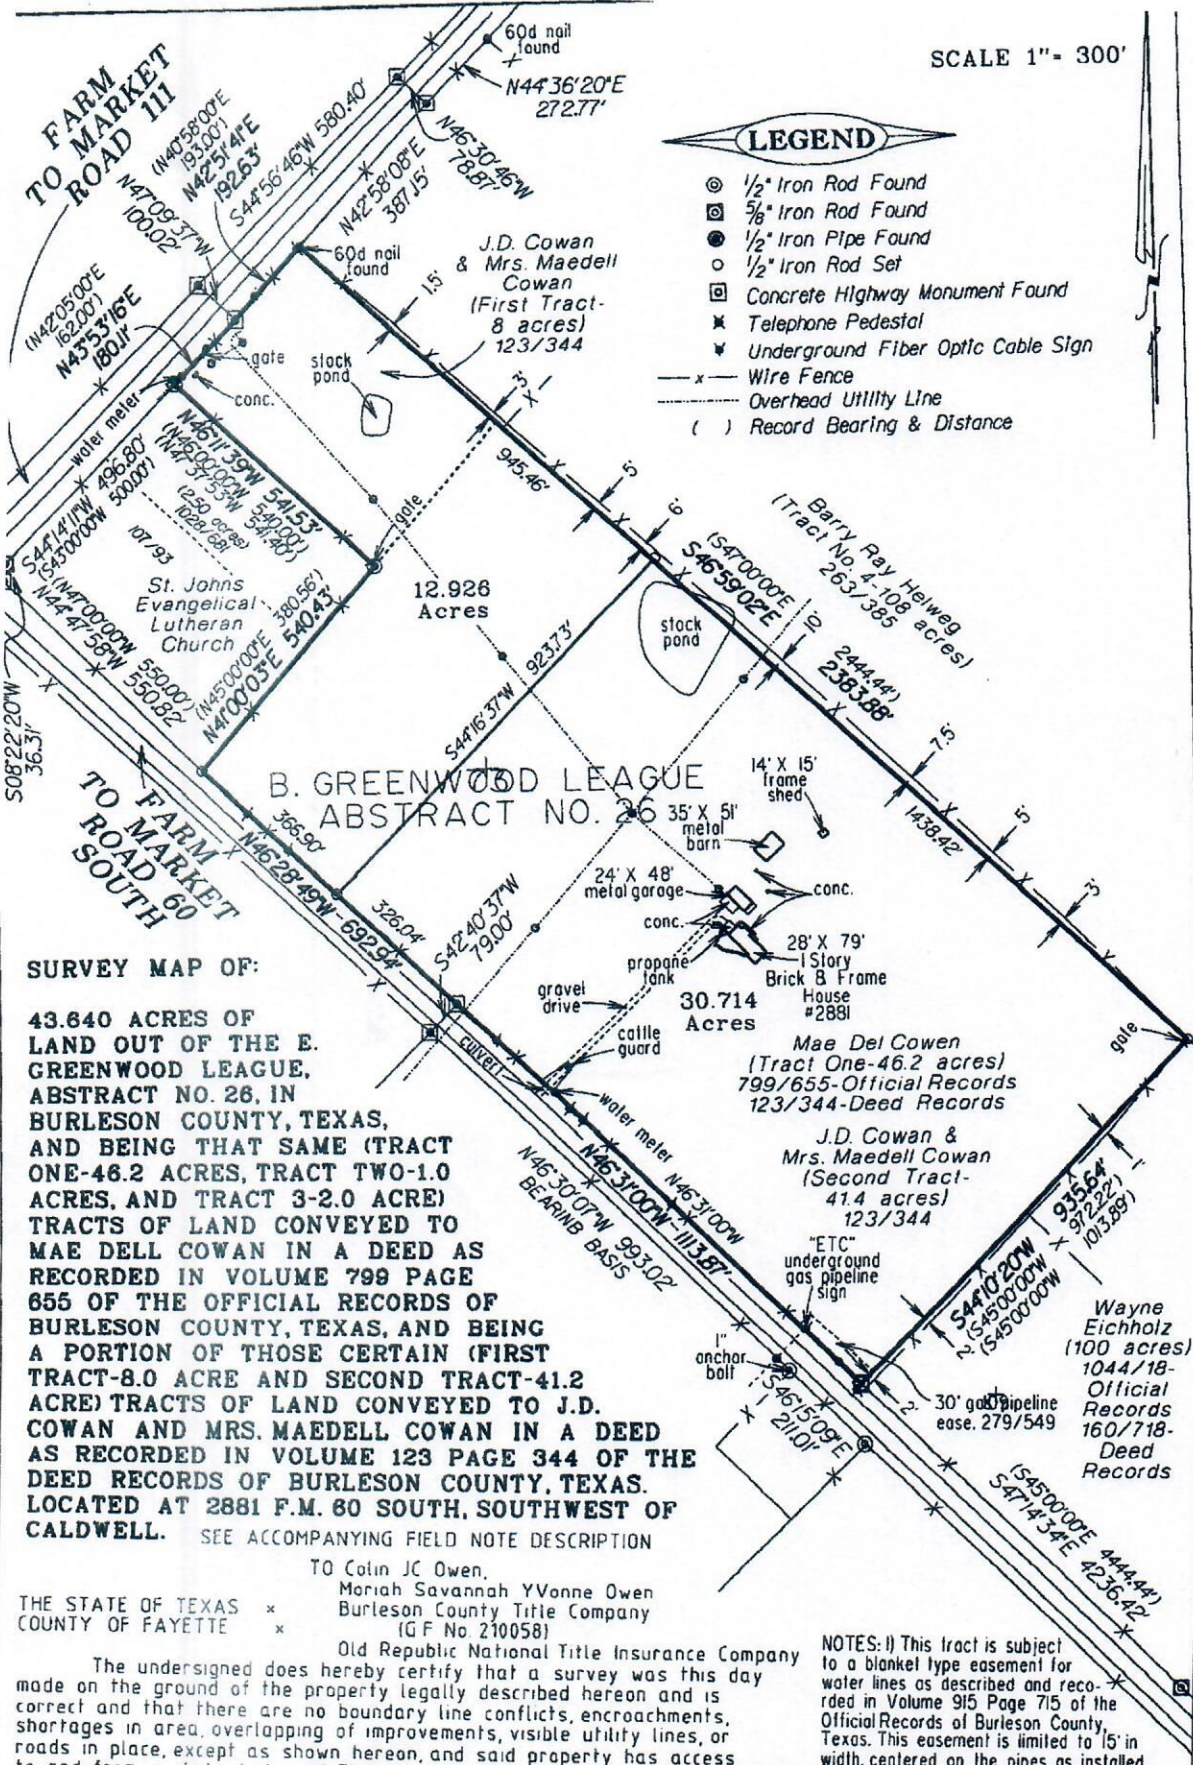 SCALE 1"= 300'
LEGEND
1/2" Iron Rod Found
5/8" Iron Rod Found
1/2" Iron Pipe Found
1/2" Iron Rod Set
Concrete Highway Monument Found
Telephone Pedestal
Underground Fiber Optic Cable Sign
x Wire Fence
Overhead Utility Line
( ) Record Bearing & Distance
FARM
TO MARKET
ROAD 111
60d nail
found
N44°36'20"E
272.77'
N46°30'46"W
78.87'
S44°56'46"W 580.40'
N42°58'08"E
387.15'
(N40°58'00"E
193.00')
N42°51'41"E
192.63'
N47°09'37"W
100.02'
(N42°05'00"E
162.00')
N43°53'16"E
180.11'
60d nail
found
J.D. Cowan
& Mrs. Maedell
Cowan
(First Tract-
8 acres)
123/344
1.5'
3'
gate
stock
pond
conc.
water meter
N46°11'39"W 541.53'
(N46°00'00"W 540.00')
(N47°37'53"W 541.40')
(2.50 acres)
1028/681
107/93
S44°14'11"W 496.80'
(S43°00'00"W 500.00')
St. Johns
Evangelical
Lutheran
Church
(N47°00'00"W 550.00')
N44°47'58"W 550.82'
(N45°00'00"E 380.56')
N41°00'03"E 540.43'
S08°22'20"W
36.31'
gate
945.46'
5'
6'
12.926
Acres
(S47°00'00"E 2444.44')
S46°59'02"E 2383.88'
Barry Ray Helweg
(Tract No. 4-108 acres)
263/385
stock
pond
10'
7.5'
5'
3'
1438.42'
S44°16'37"W 923.73'
B. GREENWOOD LEAGUE
ABSTRACT NO. 26
FARM
TO MARKET
ROAD 60
SOUTH
366.90'
N46°28'49"W-692.94'
326.04'
S42°40'37"W
79.00'
14' X 15'
frame
shed
35' X 51'
metal
barn
24' X 48'
metal garage
conc.
conc.
propane
tank
28' X 79'
1 Story
Brick & Frame
House
#2881
gravel
drive
cattle
guard
30.714
Acres
culvert
water meter
gate
Mae Del Cowen
(Tract One-46.2 acres)
799/655-Official Records
123/344-Deed Records
J.D. Cowan &
Mrs. Maedell Cowan
(Second Tract-
41.4 acres)
123/344
N46°31'00"W
N46°31'00"W-1113.87'
N46°30'07"W 993.02'
BEARINB BASIS
"ETC"
underground
gas pipeline
sign
1'
S44°10'20"W 935.64'
(S45°00'00"W 972.22')
(S45°00'00"W 1013.89')
2'
Wayne
Eichholz
(100 acres)
1044/18-
Official
Records
160/718-
Deed
Records
1"
anchor
bolt
S46°15'09"E
211.01'
2'
30' gas pipeline
ease. 279/549
(S45°00'00"E 4444.44')
S47°14'34"E 4236.42'
SURVEY MAP OF:
43.640 ACRES OF
LAND OUT OF THE E.
GREENWOOD LEAGUE,
ABSTRACT NO. 26, IN
BURLESON COUNTY, TEXAS,
AND BEING THAT SAME (TRACT
ONE-46.2 ACRES, TRACT TWO-1.0
ACRES, AND TRACT 3-2.0 ACRE)
TRACTS OF LAND CONVEYED TO
MAE DELL COWAN IN A DEED AS
RECORDED IN VOLUME 799 PAGE
655 OF THE OFFICIAL RECORDS OF
BURLESON COUNTY, TEXAS, AND BEING
A PORTION OF THOSE CERTAIN (FIRST
TRACT-8.0 ACRE AND SECOND TRACT-41.2
ACRE) TRACTS OF LAND CONVEYED TO J.D.
COWAN AND MRS. MAEDELL COWAN IN A DEED
AS RECORDED IN VOLUME 123 PAGE 344 OF THE
DEED RECORDS OF BURLESON COUNTY, TEXAS.
LOCATED AT 2881 F.M. 60 SOUTH, SOUTHWEST OF
CALDWELL. SEE ACCOMPANYING FIELD NOTE DESCRIPTION
TO Colin JC Owen,
Moriah Savannah YVonne Owen
Burleson County Title Company
(G F No. 210058)
Old Republic National Title Insurance Company
THE STATE OF TEXAS x
COUNTY OF FAYETTE x
The undersigned does hereby certify that a survey was this day
made on the ground of the property legally described hereon and is
correct and that there are no boundary line conflicts, encroachments,
shortages in area, overlapping of improvements, visible utility lines, or
roads in place, except as shown hereon, and said property has access
NOTES: 1) This tract is subject
to a blanket type easement for
water lines as described and reco-
rded in Volume 915 Page 715 of the
Official Records of Burleson County,
Texas. This easement is limited to 15' in
width, centered on the pipes as installed